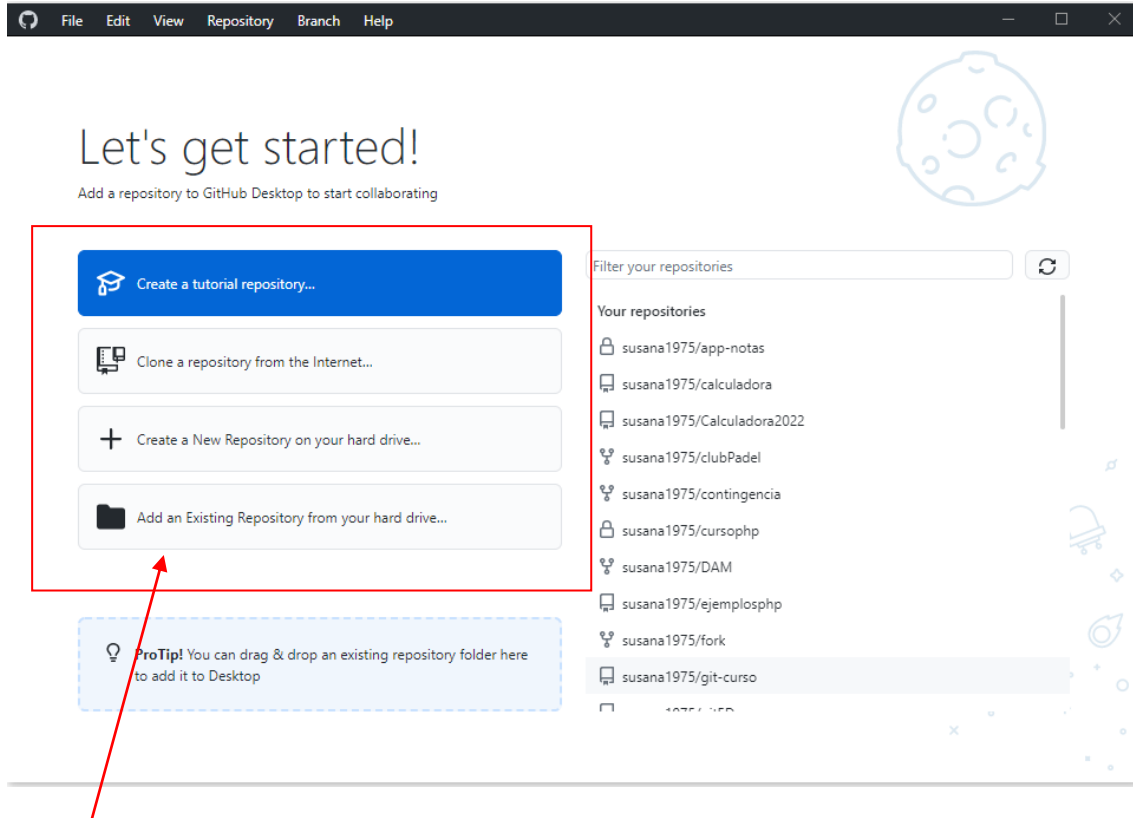 File Edit View Repository Branch Help
Let's get started!
Add a repository to GitHub Desktop to start collaborating
Create a tutorial repository...
Clone a repository from the Internet...
Create a New Repository on your hard drive...
Add an Existing Repository from your hard drive...
ProTip! You can drag & drop an existing repository folder here
to add it to Desktop
Filter your repositories
Your repositories
susana1975/app-notas
susana1975/calculadora
susana1975/Calculadora2022
susana1975/clubPadel
susana1975/contingencia
susana1975/cursophp
susana1975/DAM
susana1975/ejemplosphp
susana1975/fork
susana1975/git-curso